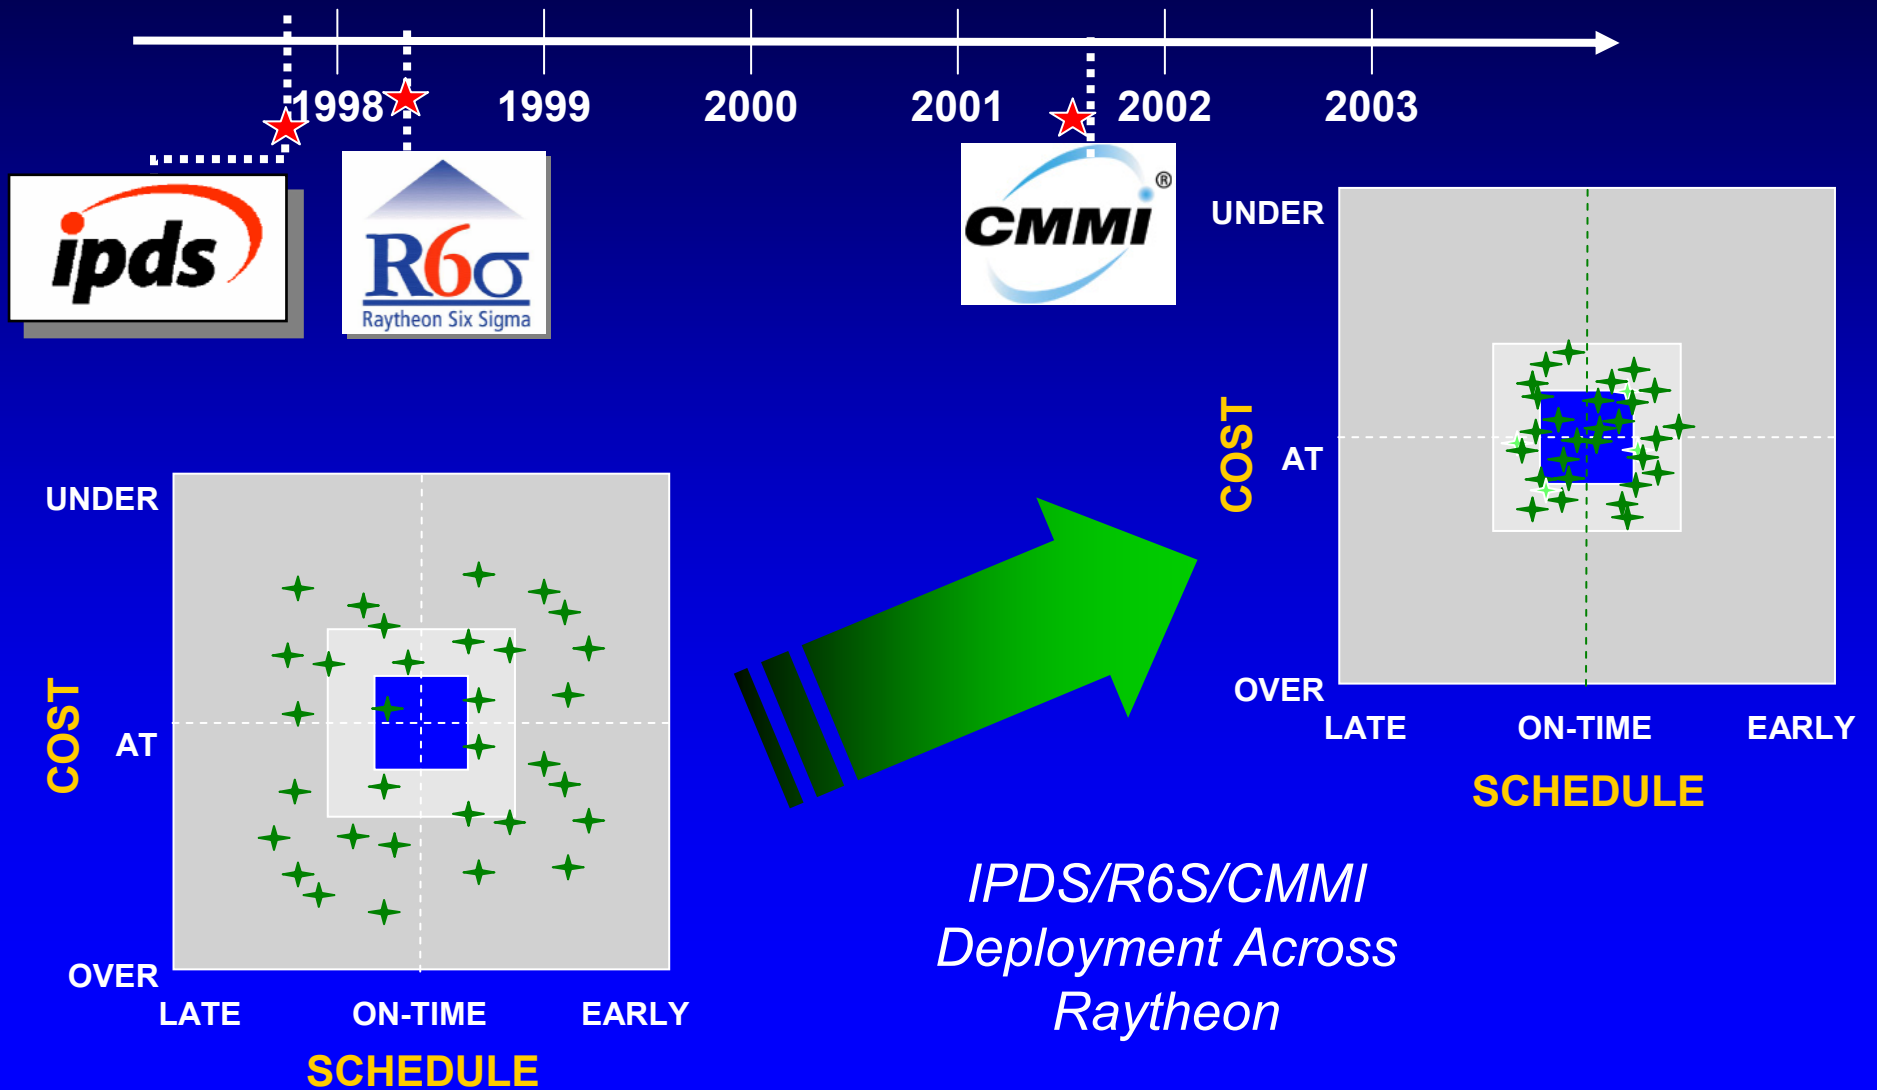 1998 1999 2000 2001 2002 2003
ipds
R6σ
Raytheon Six Sigma
CMMI®
UNDER
COST
AT
OVER
LATE ON-TIME EARLY
SCHEDULE
UNDER
COST
AT
OVER
LATE ON-TIME EARLY
SCHEDULE
IPDS/R6S/CMMI
Deployment Across
Raytheon